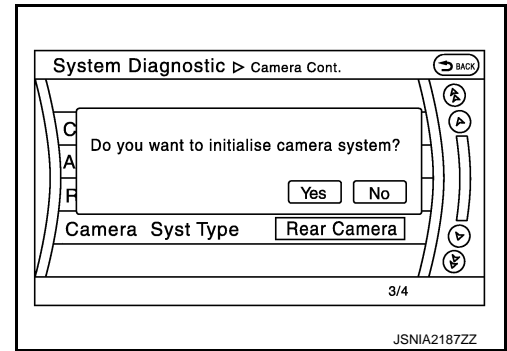 System Diagnostic ▷ Camera Cont.
BACK
C
Do you want to initialise camera system?
A
R
Yes No
Camera Syst Type Rear Camera
3/4
JSNIA2187ZZ